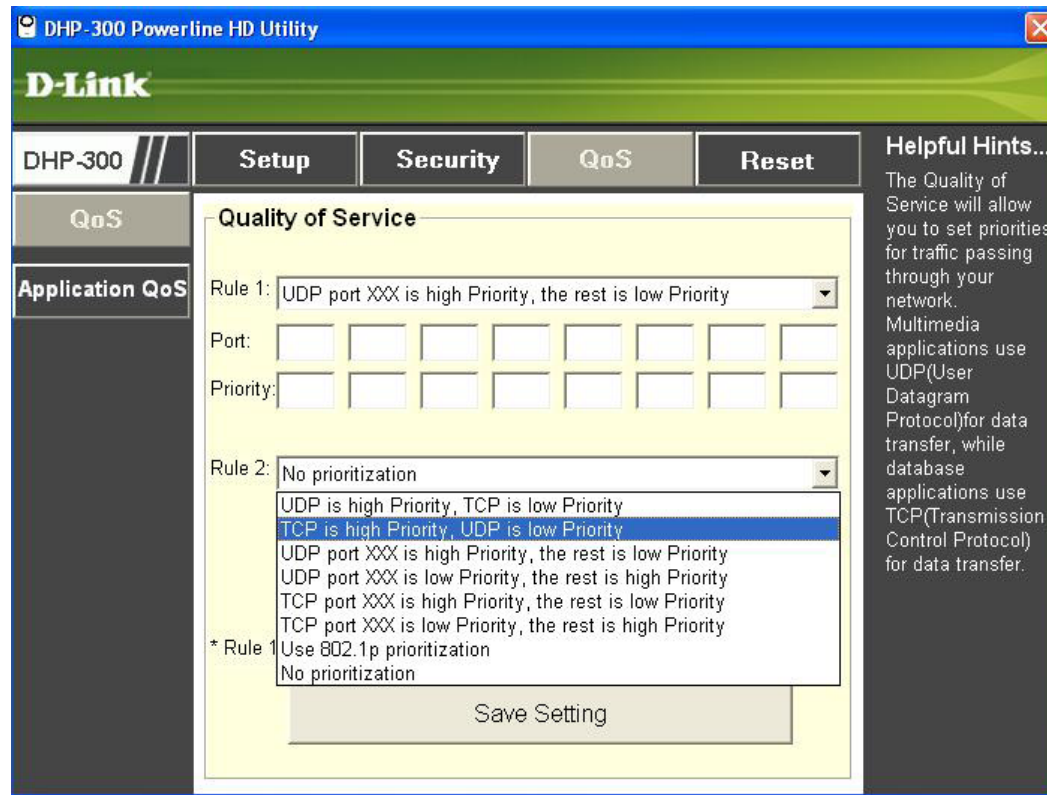 DHP-300 Powerline HD Utility
D-Link
DHP-300
Setup
Security
QoS
Reset
QoS
Application QoS
Quality of Service
Rule 1: UDP port XXX is high Priority, the rest is low Priority
Port:
Priority:
Rule 2: No prioritization
UDP is high Priority, TCP is low Priority
TCP is high Priority, UDP is low Priority
UDP port XXX is high Priority, the rest is low Priority
UDP port XXX is low Priority, the rest is high Priority
TCP port XXX is high Priority, the rest is low Priority
TCP port XXX is low Priority, the rest is high Priority
Use 802.1p prioritization
No prioritization
* Rule 1
Save Setting
Helpful Hints...
The Quality of
Service will allow
you to set priorities
for traffic passing
through your
network.
Multimedia
applications use
UDP(User
Datagram
Protocol)for data
transfer, while
database
applications use
TCP(Transmission
Control Protocol)
for data transfer.